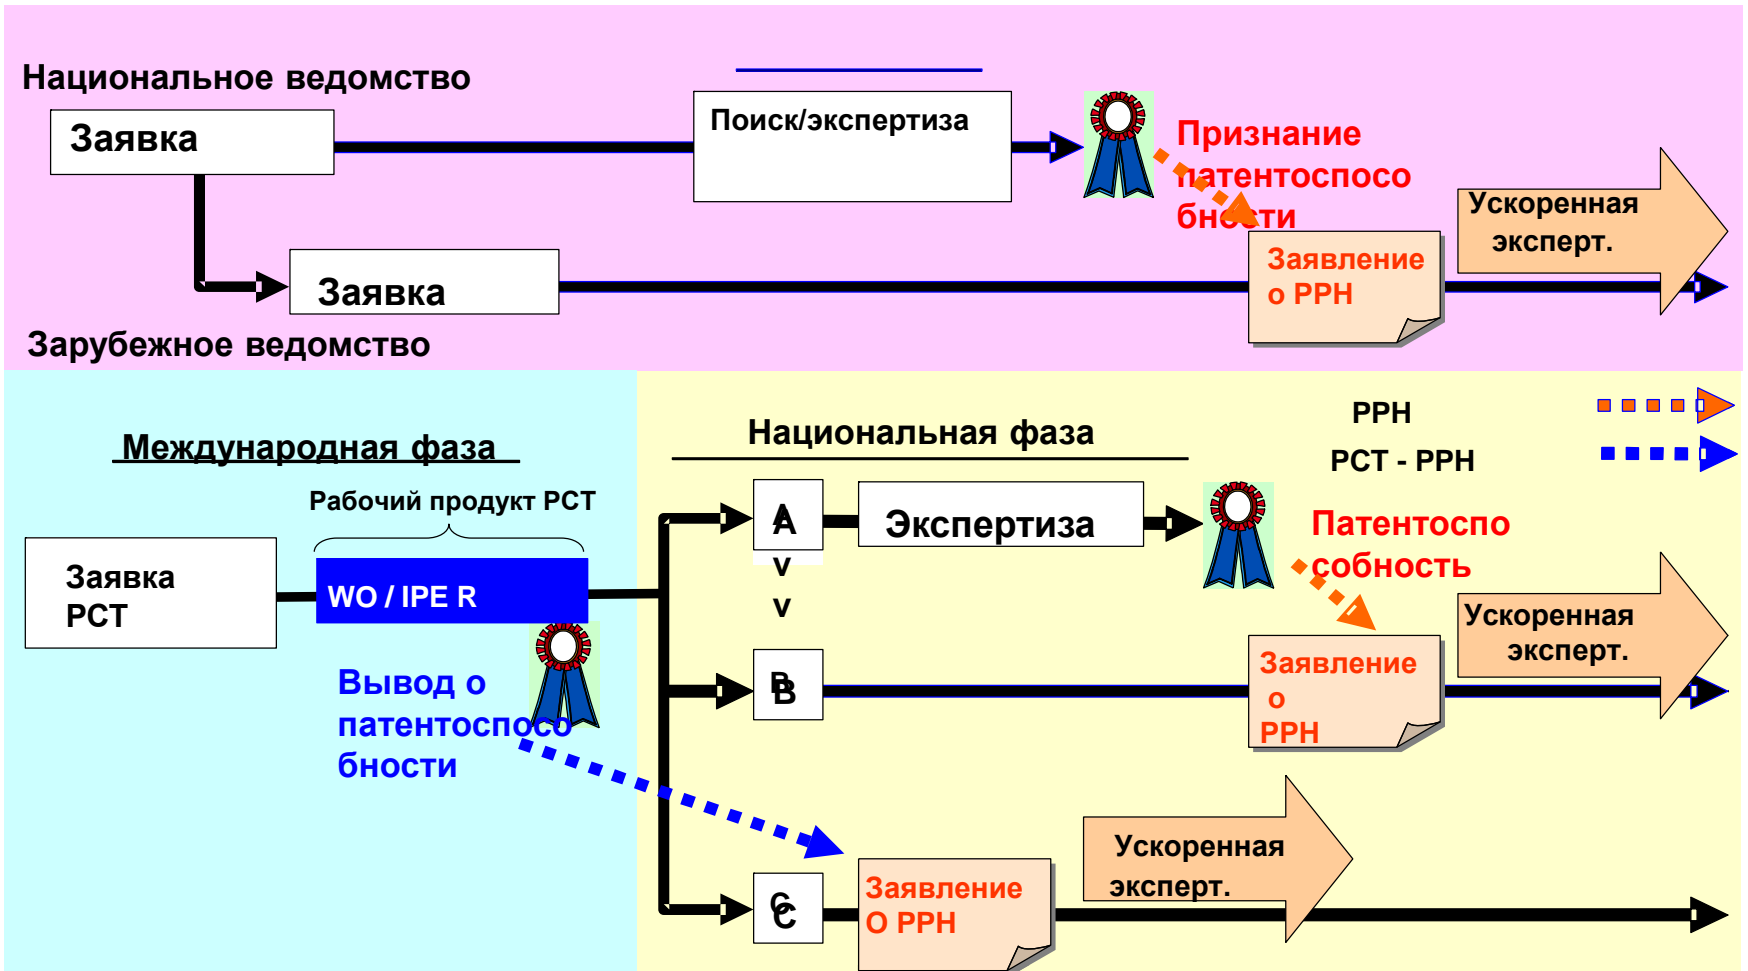 Национальное ведомство
Заявка
Поиск/экспертиза
Признание
патентоспосо
бности
Ускоренная
эксперт.
Заявка
Заявление
о PPH
Зарубежное ведомство
Международная фаза
Национальная фаза
PPH
PCT - PPH
Рабочий продукт PCT
Заявка
PCT
WO / IPE R
A
A
v
v
Экспертиза
Патентоспо
собность
Ускоренная
эксперт.
Вывод о
патентоспосо
бности
B
B
Заявление
о
PPH
Ускоренная
эксперт.
C
C
Заявление
О PPH